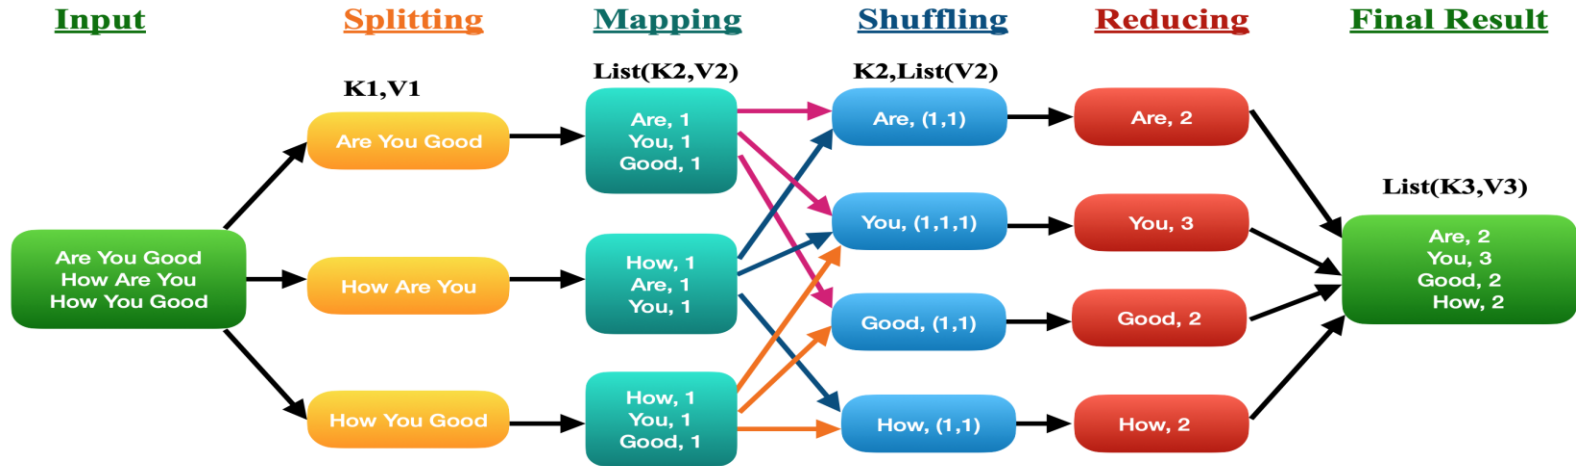 Input
Splitting
Mapping
Shuffling
Reducing
Final Result
K1,V1
List(K2,V2)
K2,List(V2)
List(K3,V3)
Are You Good
How Are You
How You Good
Are You Good
How Are You
How You Good
Are, 1
You, 1
Good, 1
How, 1
Are, 1
You, 1
How, 1
You, 1
Good, 1
Are, (1,1)
You, (1,1,1)
Good, (1,1)
How, (1,1)
Are, 2
You, 3
Good, 2
How, 2
Are, 2
You, 3
Good, 2
How, 2